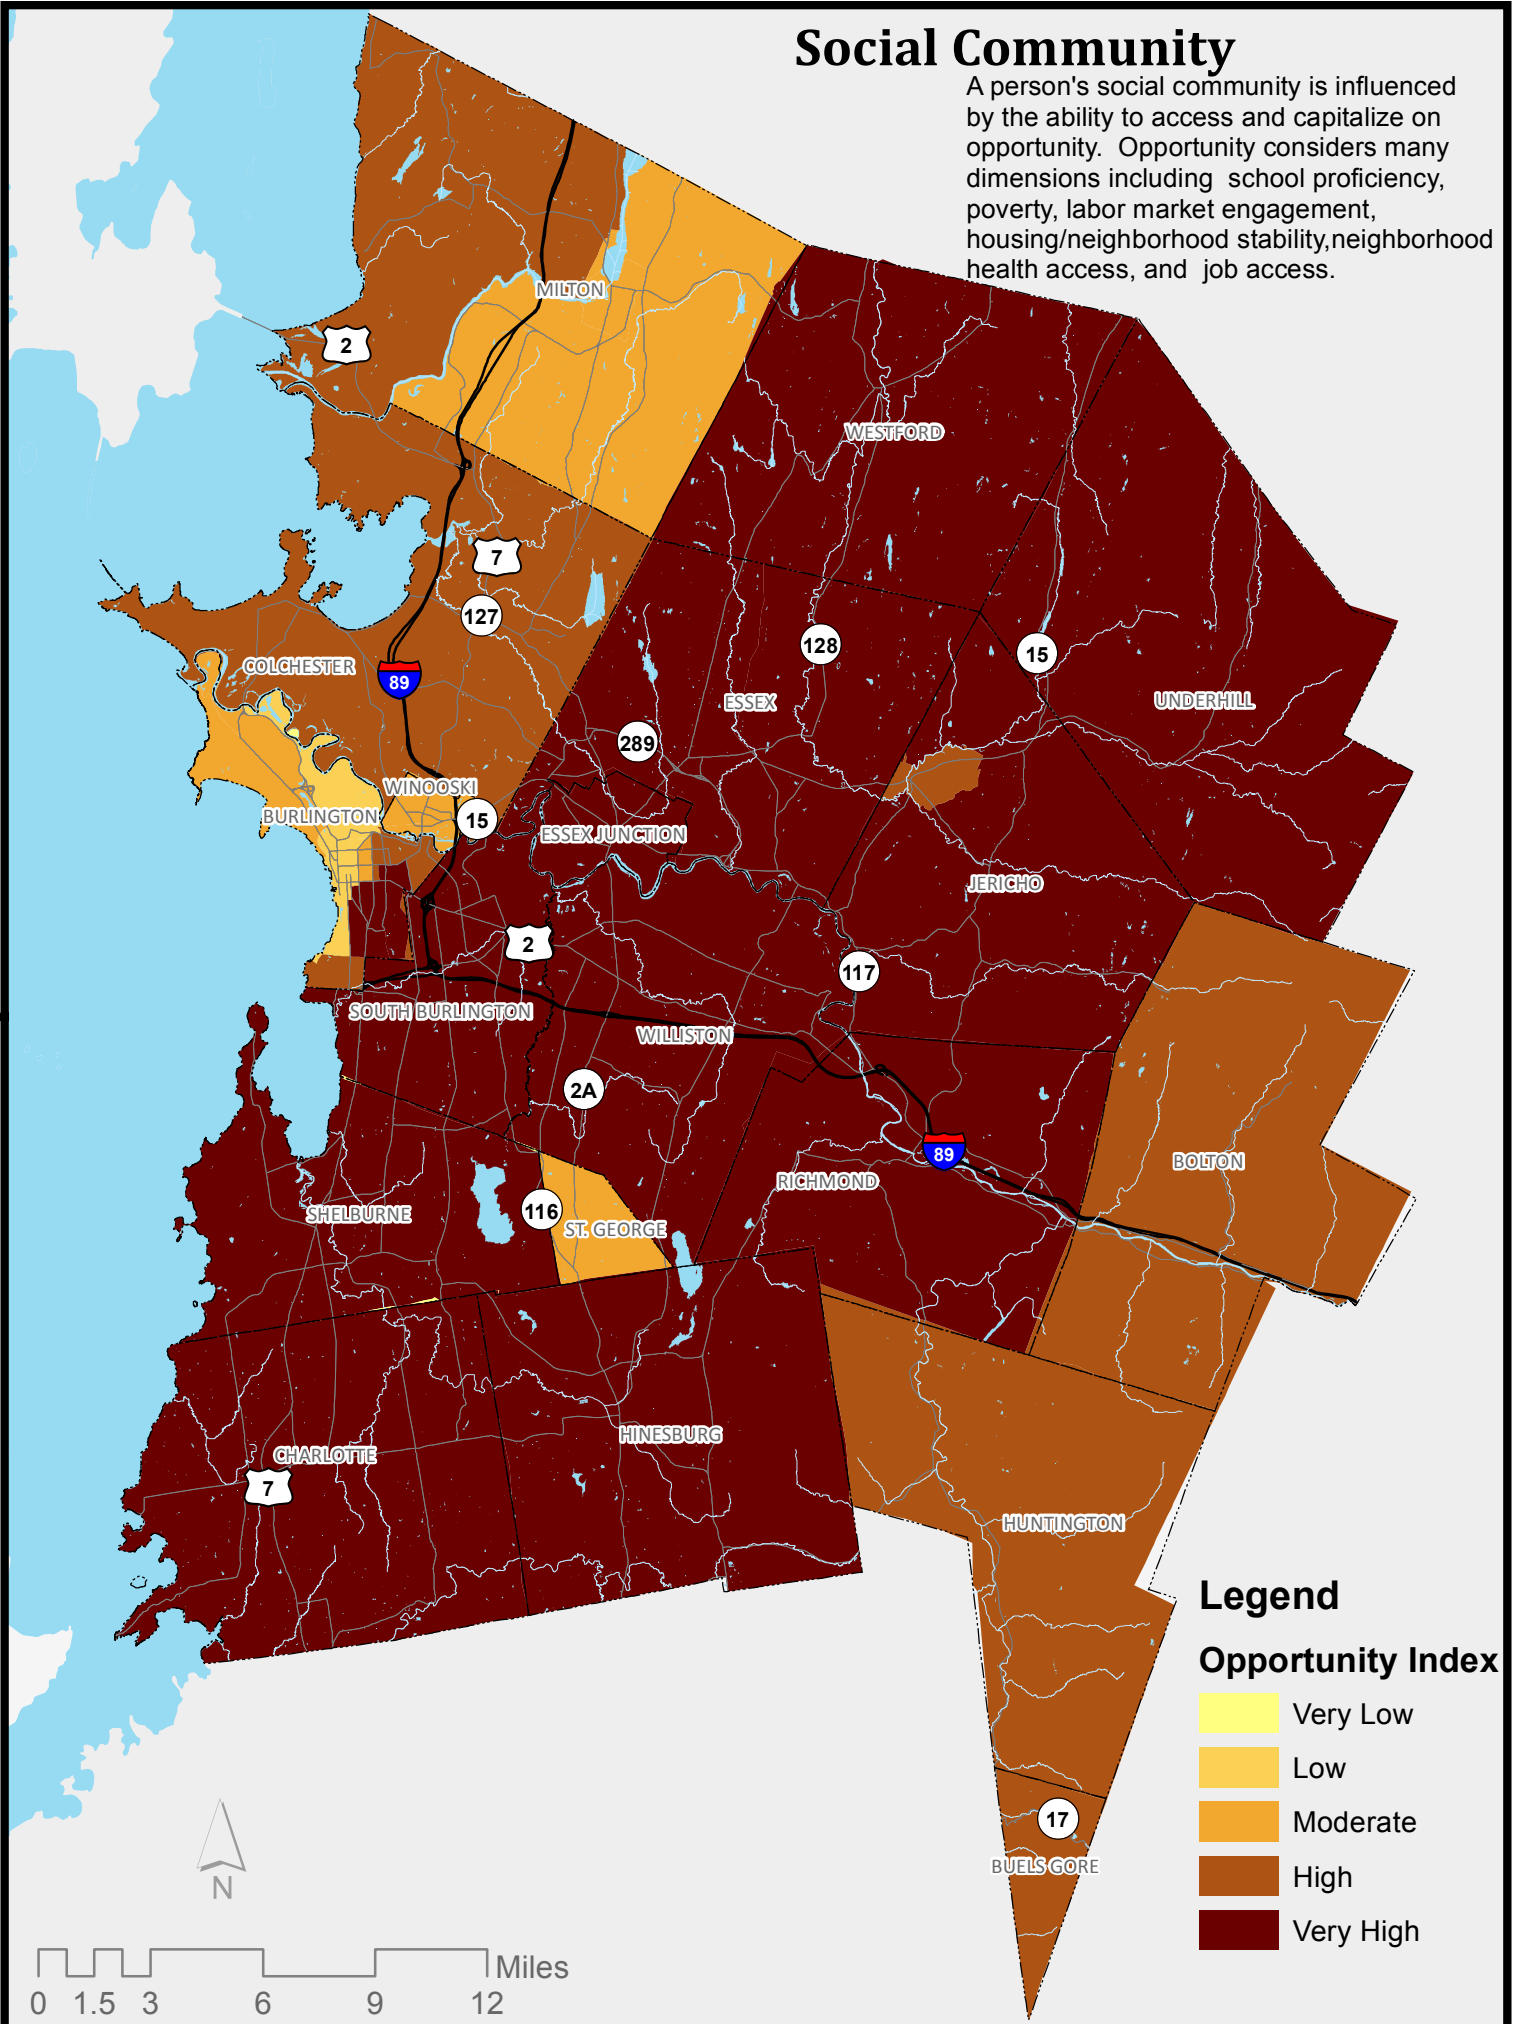 Social Community
A person's social community is influenced
by the ability to access and capitalize on
opportunity.  Opportunity considers many
dimensions including  school proficiency,
poverty, labor market engagement,
housing/neighborhood stability,neighborhood
health access, and  job access.
MILTON
2
WESTFORD
7
127
128
15
COLCHESTER
89
ESSEX
UNDERHILL
289
WINOOSKI
BURLINGTON
15
ESSEX JUNCTION
JERICHO
2
117
SOUTH BURLINGTON
WILLISTON
2A
89
BOLTON
RICHMOND
SHELBURNE
116
ST. GEORGE
HINESBURG
CHARLOTTE
7
HUNTINGTON
Legend
Opportunity Index
Very Low
Low
Moderate
High
Very High
17
BUELS GORE
N
Miles
0 1.5 3 6 9 12